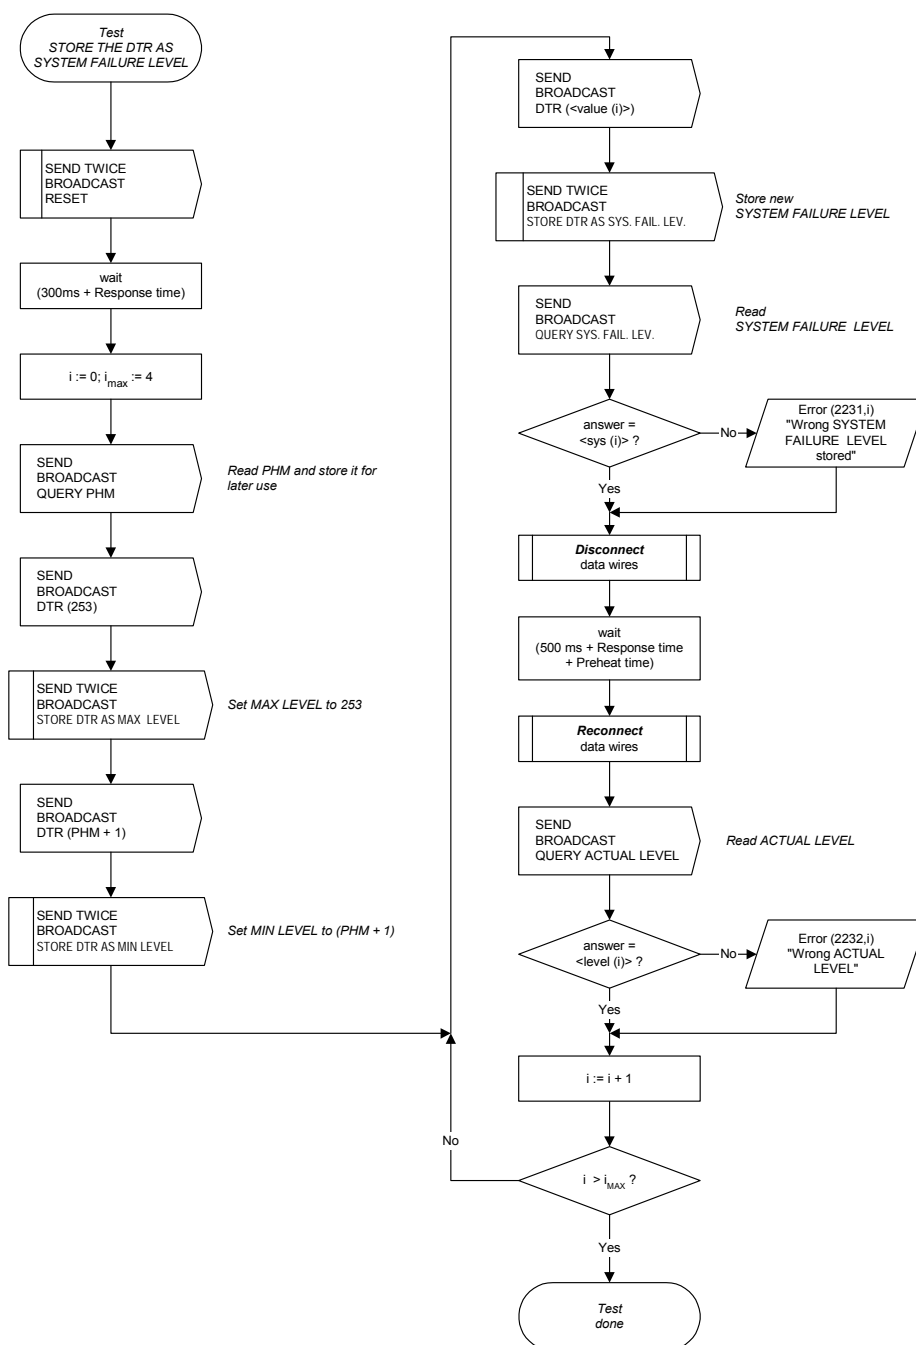 Test
STORE THE DTR AS
SYSTEM FAILURE LEVEL
SEND TWICE
BROADCAST
RESET
wait
(300ms + Response time)
i := 0; imax := 4
SEND
BROADCAST
QUERY PHM
Read PHM and store it for
later use
SEND
BROADCAST
DTR (253)
SEND TWICE
BROADCAST
STORE DTR AS MAX LEVEL
Set MAX LEVEL to 253
SEND
BROADCAST
DTR (PHM + 1)
SEND TWICE
BROADCAST
STORE DTR AS MIN LEVEL
Set MIN LEVEL to (PHM + 1)
SEND
BROADCAST
DTR (<value (i)>)
SEND TWICE
BROADCAST
STORE DTR AS SYS. FAIL. LEV.
Store new
SYSTEM FAILURE LEVEL
SEND
BROADCAST
QUERY SYS. FAIL. LEV.
Read
SYSTEM FAILURE LEVEL
answer =
<sys (i)> ?
No
Error (2231,i)
"Wrong SYSTEM
FAILURE LEVEL
stored"
Yes
Disconnect
data wires
wait
(500 ms + Response time
+ Preheat time)
Reconnect
data wires
SEND
BROADCAST
QUERY ACTUAL LEVEL
Read ACTUAL LEVEL
answer =
<level (i)> ?
No
Error (2232,i)
"Wrong ACTUAL
LEVEL"
Yes
i := i + 1
No
i > iMAX ?
Yes
Test
done